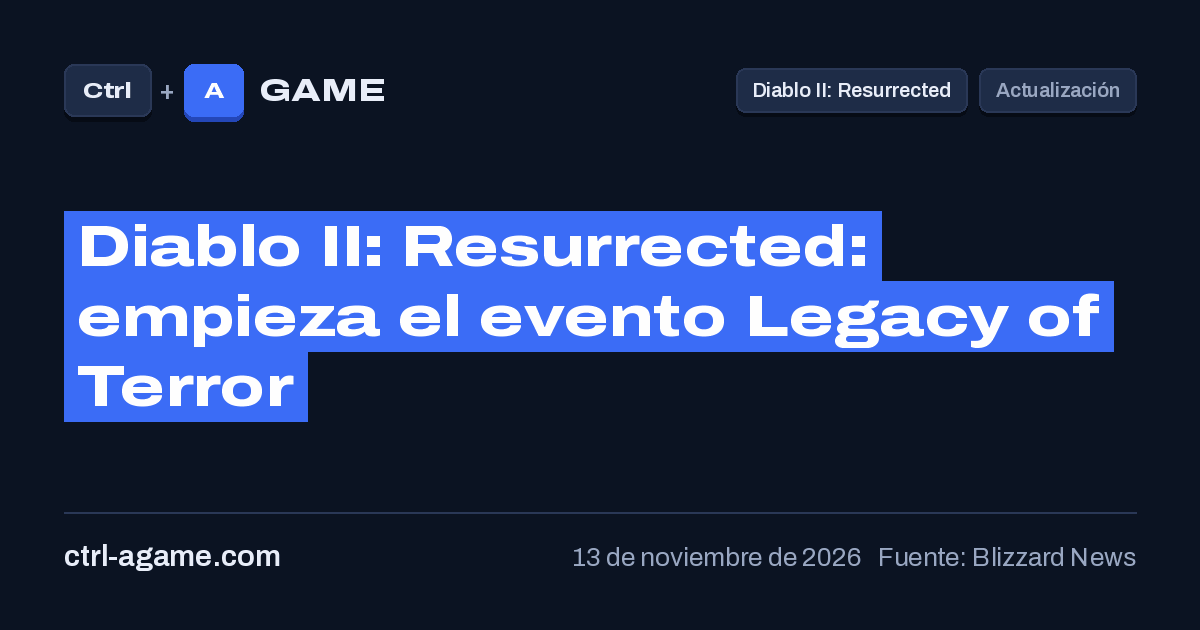 Ctrl + A GAME
Diablo II: Resurrected
Actualización
Diablo II: Resurrected:
empieza el evento Legacy of
Terror
ctrl-agame.com
13 de noviembre de 2026 Fuente: Blizzard News